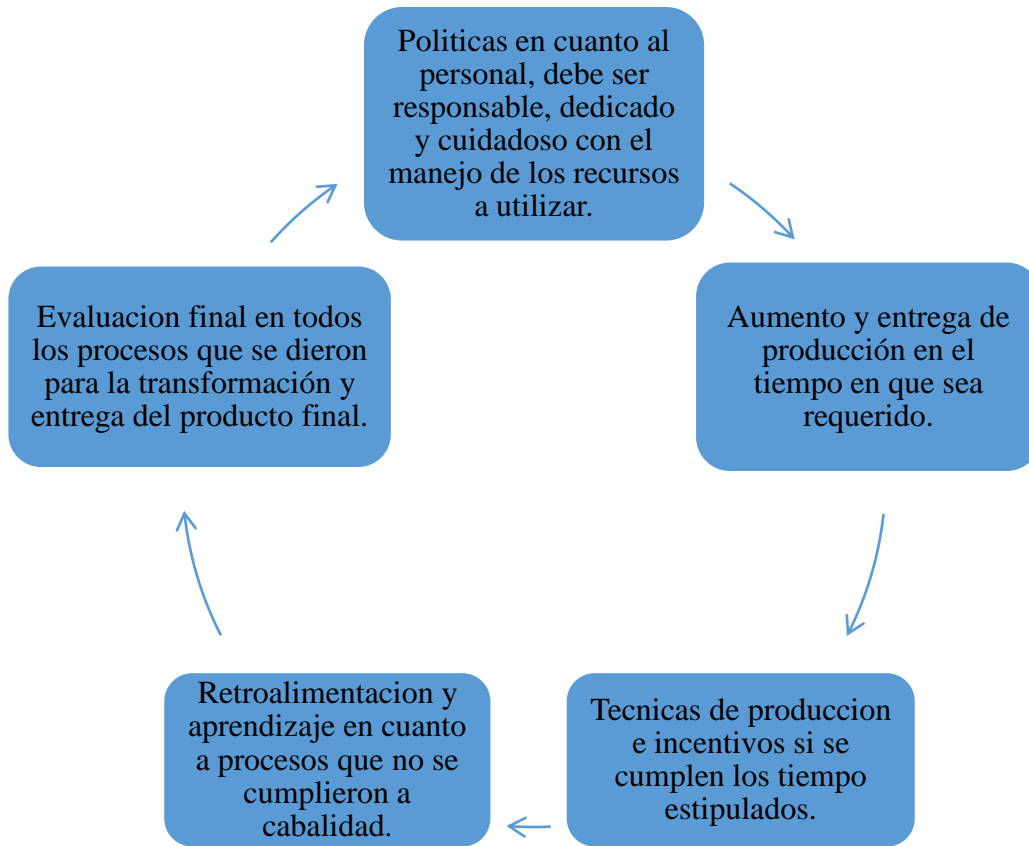 Politicas en cuanto al
personal, debe ser
responsable, dedicado
y cuidadoso con el
manejo de los recursos
a utilizar.
Aumento y entrega de
producción en el
tiempo en que sea
requerido.
Tecnicas de produccion
e incentivos si se
cumplen los tiempo
estipulados.
Retroalimentacion y
aprendizaje en cuanto
a procesos que no se
cumplieron a
cabalidad.
Evaluacion final en todos
los procesos que se dieron
para la transformación y
entrega del producto final.